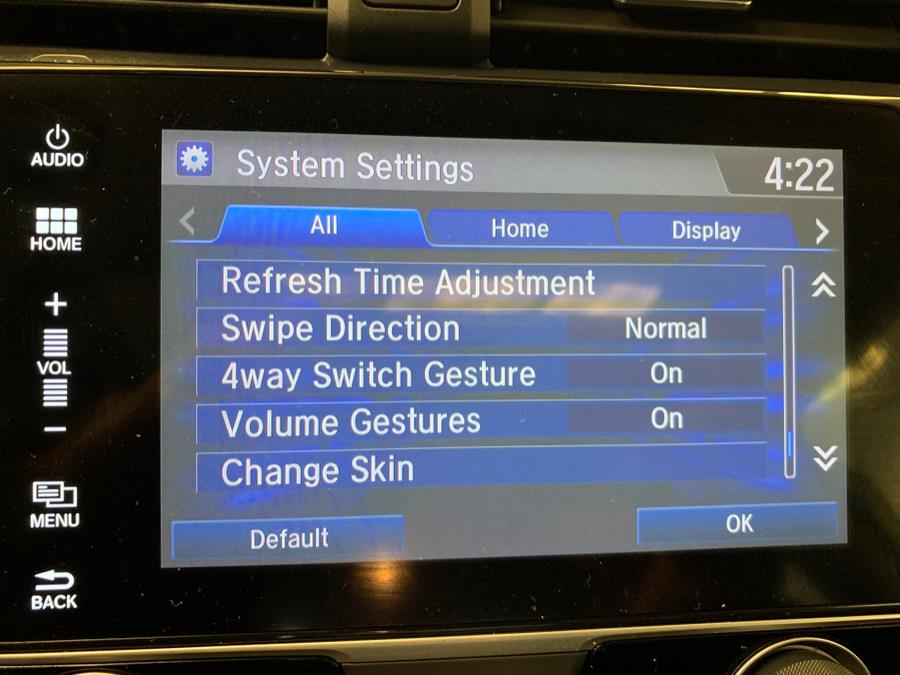 AUDIO
HOME
+
VOL
−
MENU
BACK
System Settings 4:22
All Home Display
Refresh Time Adjustment
Swipe Direction Normal
4way Switch Gesture On
Volume Gestures On
Change Skin
Default OK